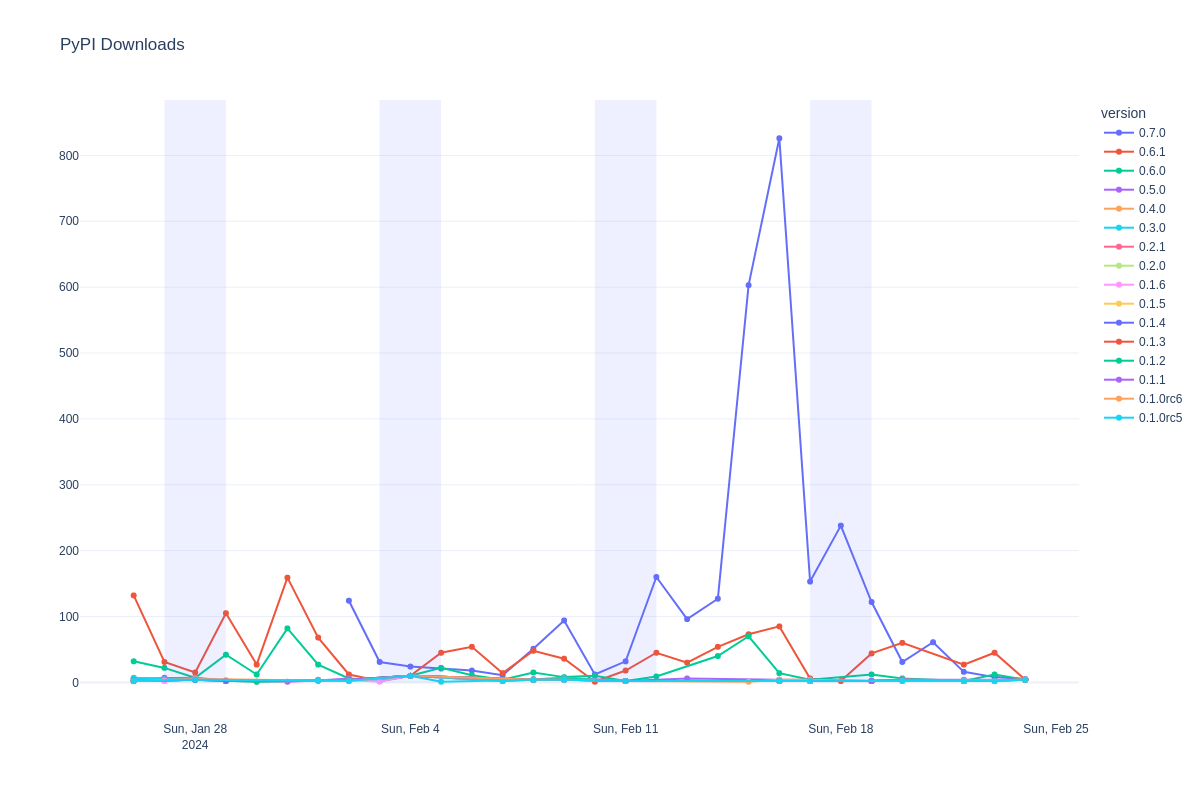 PyPI Downloads
version
0.7.0
0.6.1
0.6.0
0.5.0
0.4.0
0.3.0
0.2.1
0.2.0
0.1.6
0.1.5
0.1.4
0.1.3
0.1.2
0.1.1
0.1.0rc6
0.1.0rc5
800
700
600
500
400
300
200
100
0
Sun, Jan 28
2024
Sun, Feb 4
Sun, Feb 11
Sun, Feb 18
Sun, Feb 25